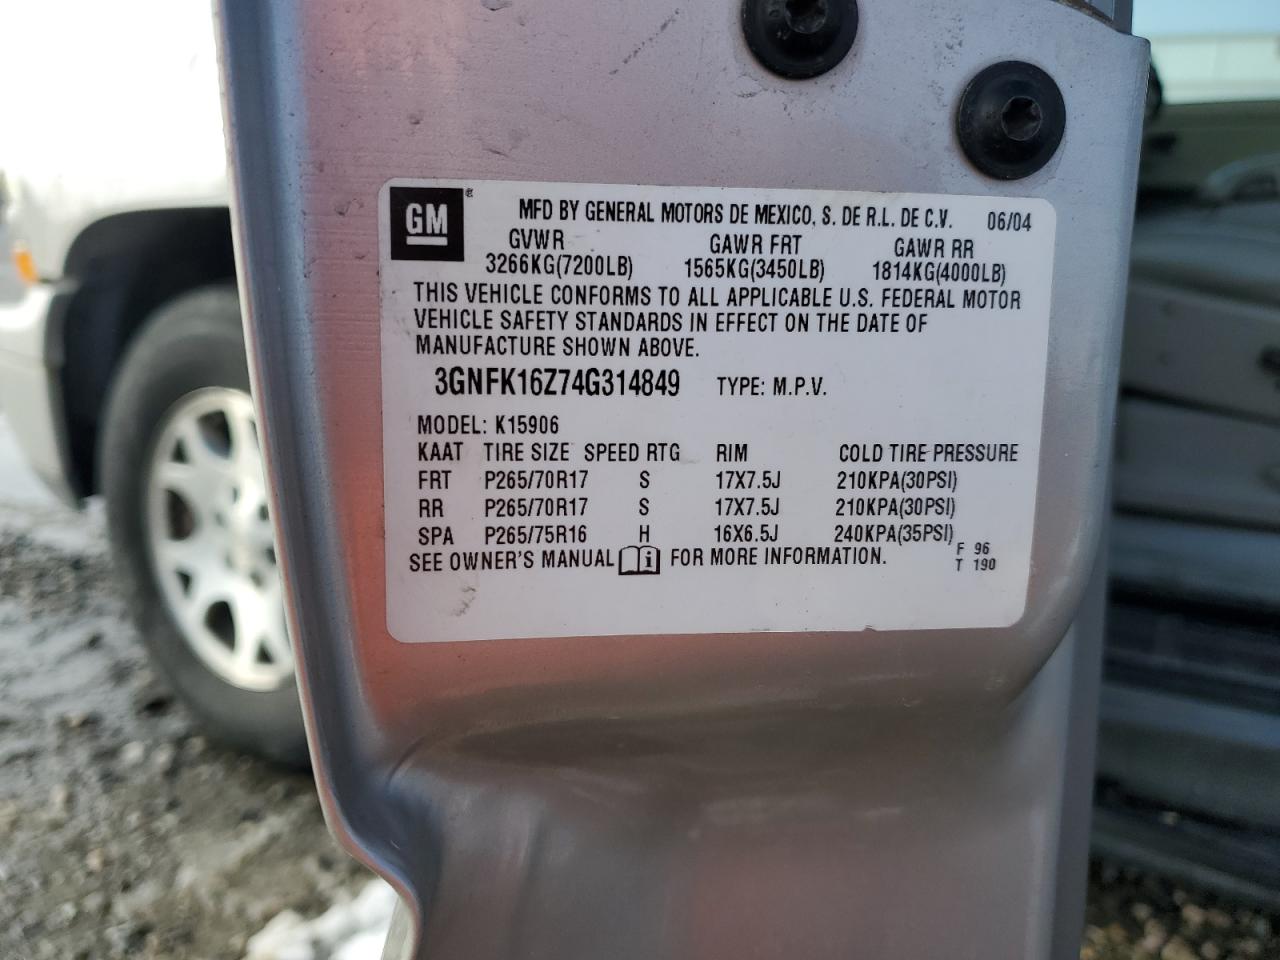 GM®
MFD BY GENERAL MOTORS DE MEXICO, S. DE R.L. DE C.V. 06/04
GVWR GAWR FRT GAWR RR
3266KG(7200LB) 1565KG(3450LB) 1814KG(4000LB)
THIS VEHICLE CONFORMS TO ALL APPLICABLE U.S. FEDERAL MOTOR
VEHICLE SAFETY STANDARDS IN EFFECT ON THE DATE OF
MANUFACTURE SHOWN ABOVE.
3GNFK16Z74G314849 TYPE: M.P.V.
MODEL: K15906
KAAT TIRE SIZE SPEED RTG RIM COLD TIRE PRESSURE
FRT P265/70R17 S 17X7.5J 210KPA(30PSI)
RR P265/70R17 S 17X7.5J 210KPA(30PSI)
SPA P265/75R16 H 16X6.5J 240KPA(35PSI)
SEE OWNER'S MANUAL i FOR MORE INFORMATION.
F 96
T 190